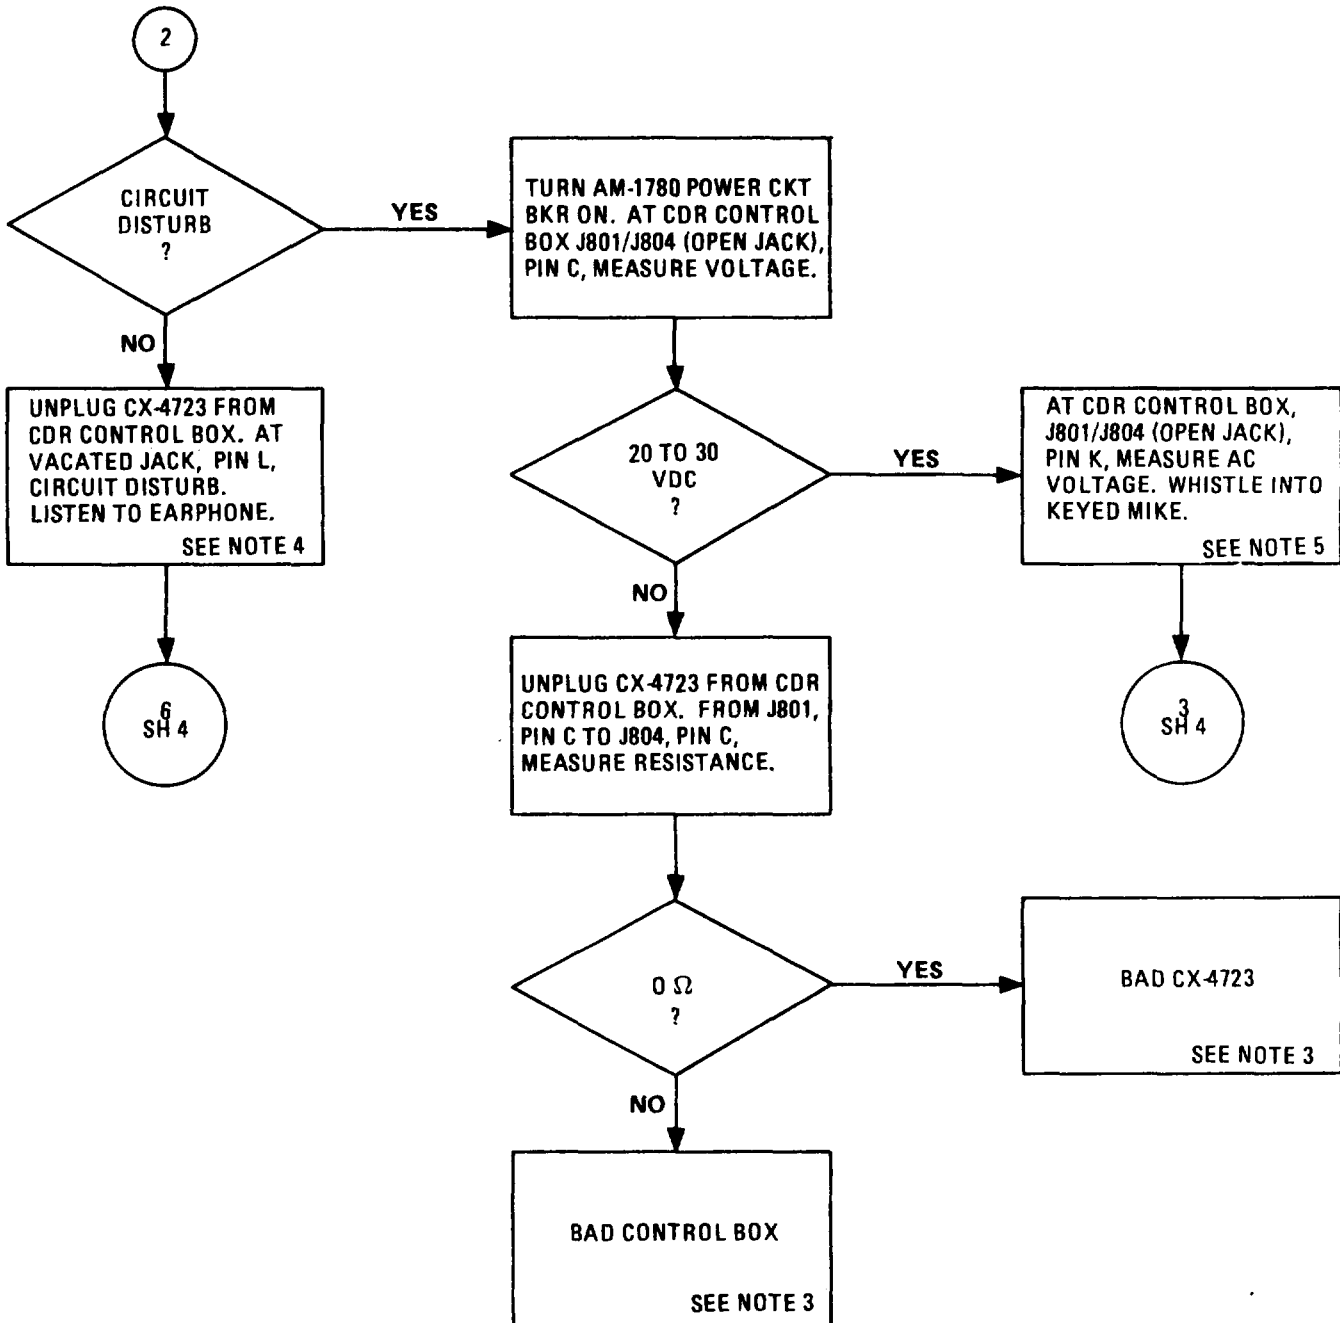 2
CIRCUIT
DISTURB
?
YES
NO
TURN AM-1780 POWER CKT
BKR ON. AT CDR CONTROL
BOX J801/J804 (OPEN JACK),
PIN C, MEASURE VOLTAGE.
UNPLUG CX-4723 FROM
CDR CONTROL BOX. AT
VACATED JACK, PIN L,
CIRCUIT DISTURB.
LISTEN TO EARPHONE.
SEE NOTE 4
6
SH 4
20 TO 30
VDC
?
YES
NO
AT CDR CONTROL BOX,
J801/J804 (OPEN JACK),
PIN K, MEASURE AC
VOLTAGE. WHISTLE INTO
KEYED MIKE.
SEE NOTE 5
3
SH 4
UNPLUG CX-4723 FROM CDR
CONTROL BOX. FROM J801,
PIN C TO J804, PIN C,
MEASURE RESISTANCE.
0 Ω
?
YES
NO
BAD CX-4723
SEE NOTE 3
BAD CONTROL BOX
SEE NOTE 3